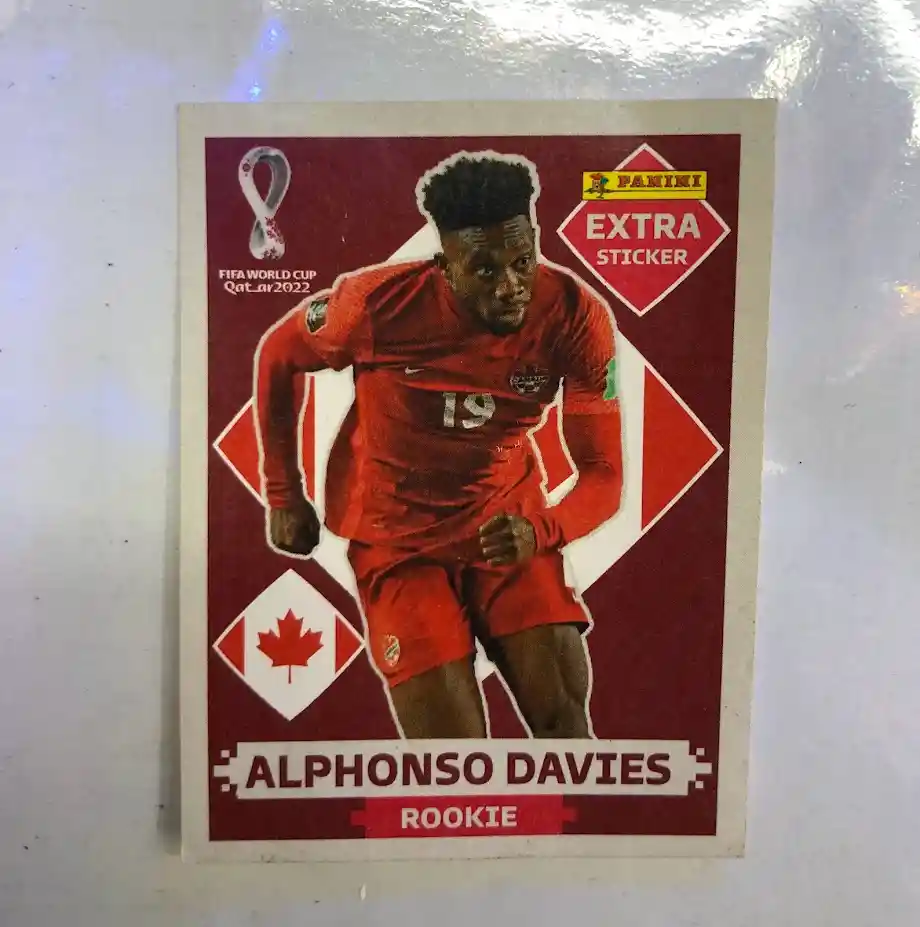 PANINI
EXTRA
STICKER
FIFA WORLD CUP
Qatar2022
19
ALPHONSO DAVIES
ROOKIE